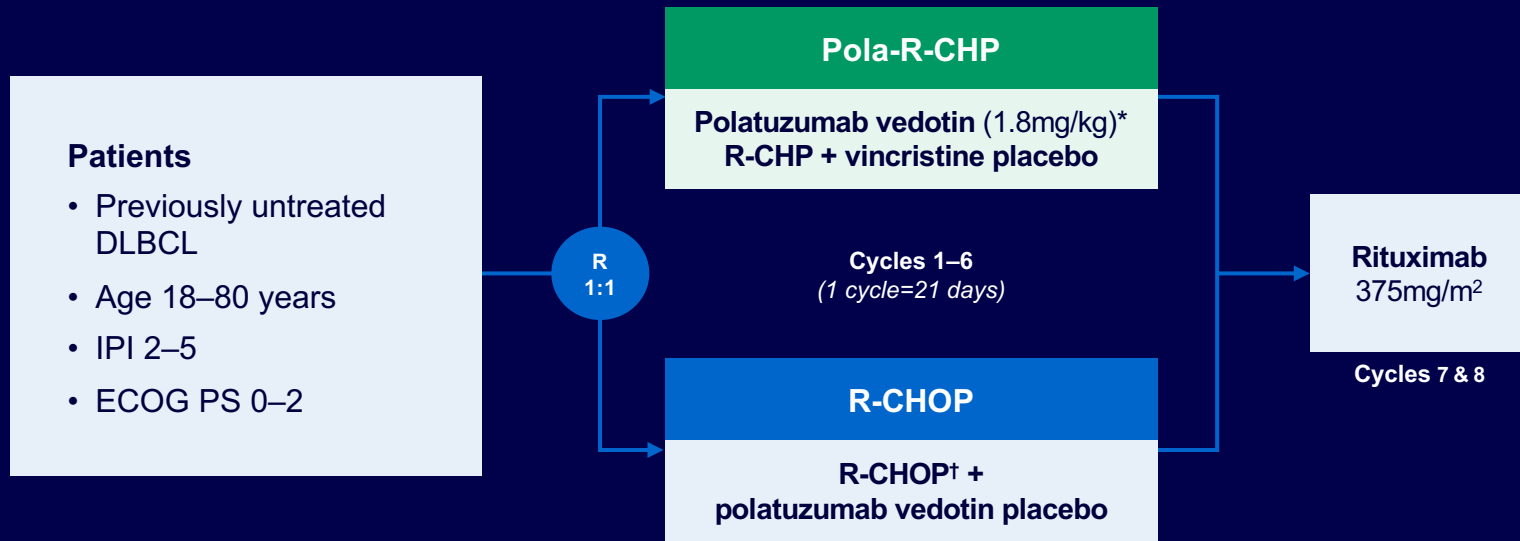 Patients
• Previously untreated
DLBCL
• Age 18–80 years
• IPI 2–5
• ECOG PS 0–2
R
1:1
Pola-R-CHP
Polatuzumab vedotin (1.8mg/kg)*
R-CHP + vincristine placebo
Cycles 1–6
(1 cycle=21 days)
R-CHOP
R-CHOP† +
polatuzumab vedotin placebo
Rituximab
375mg/m²
Cycles 7 & 8